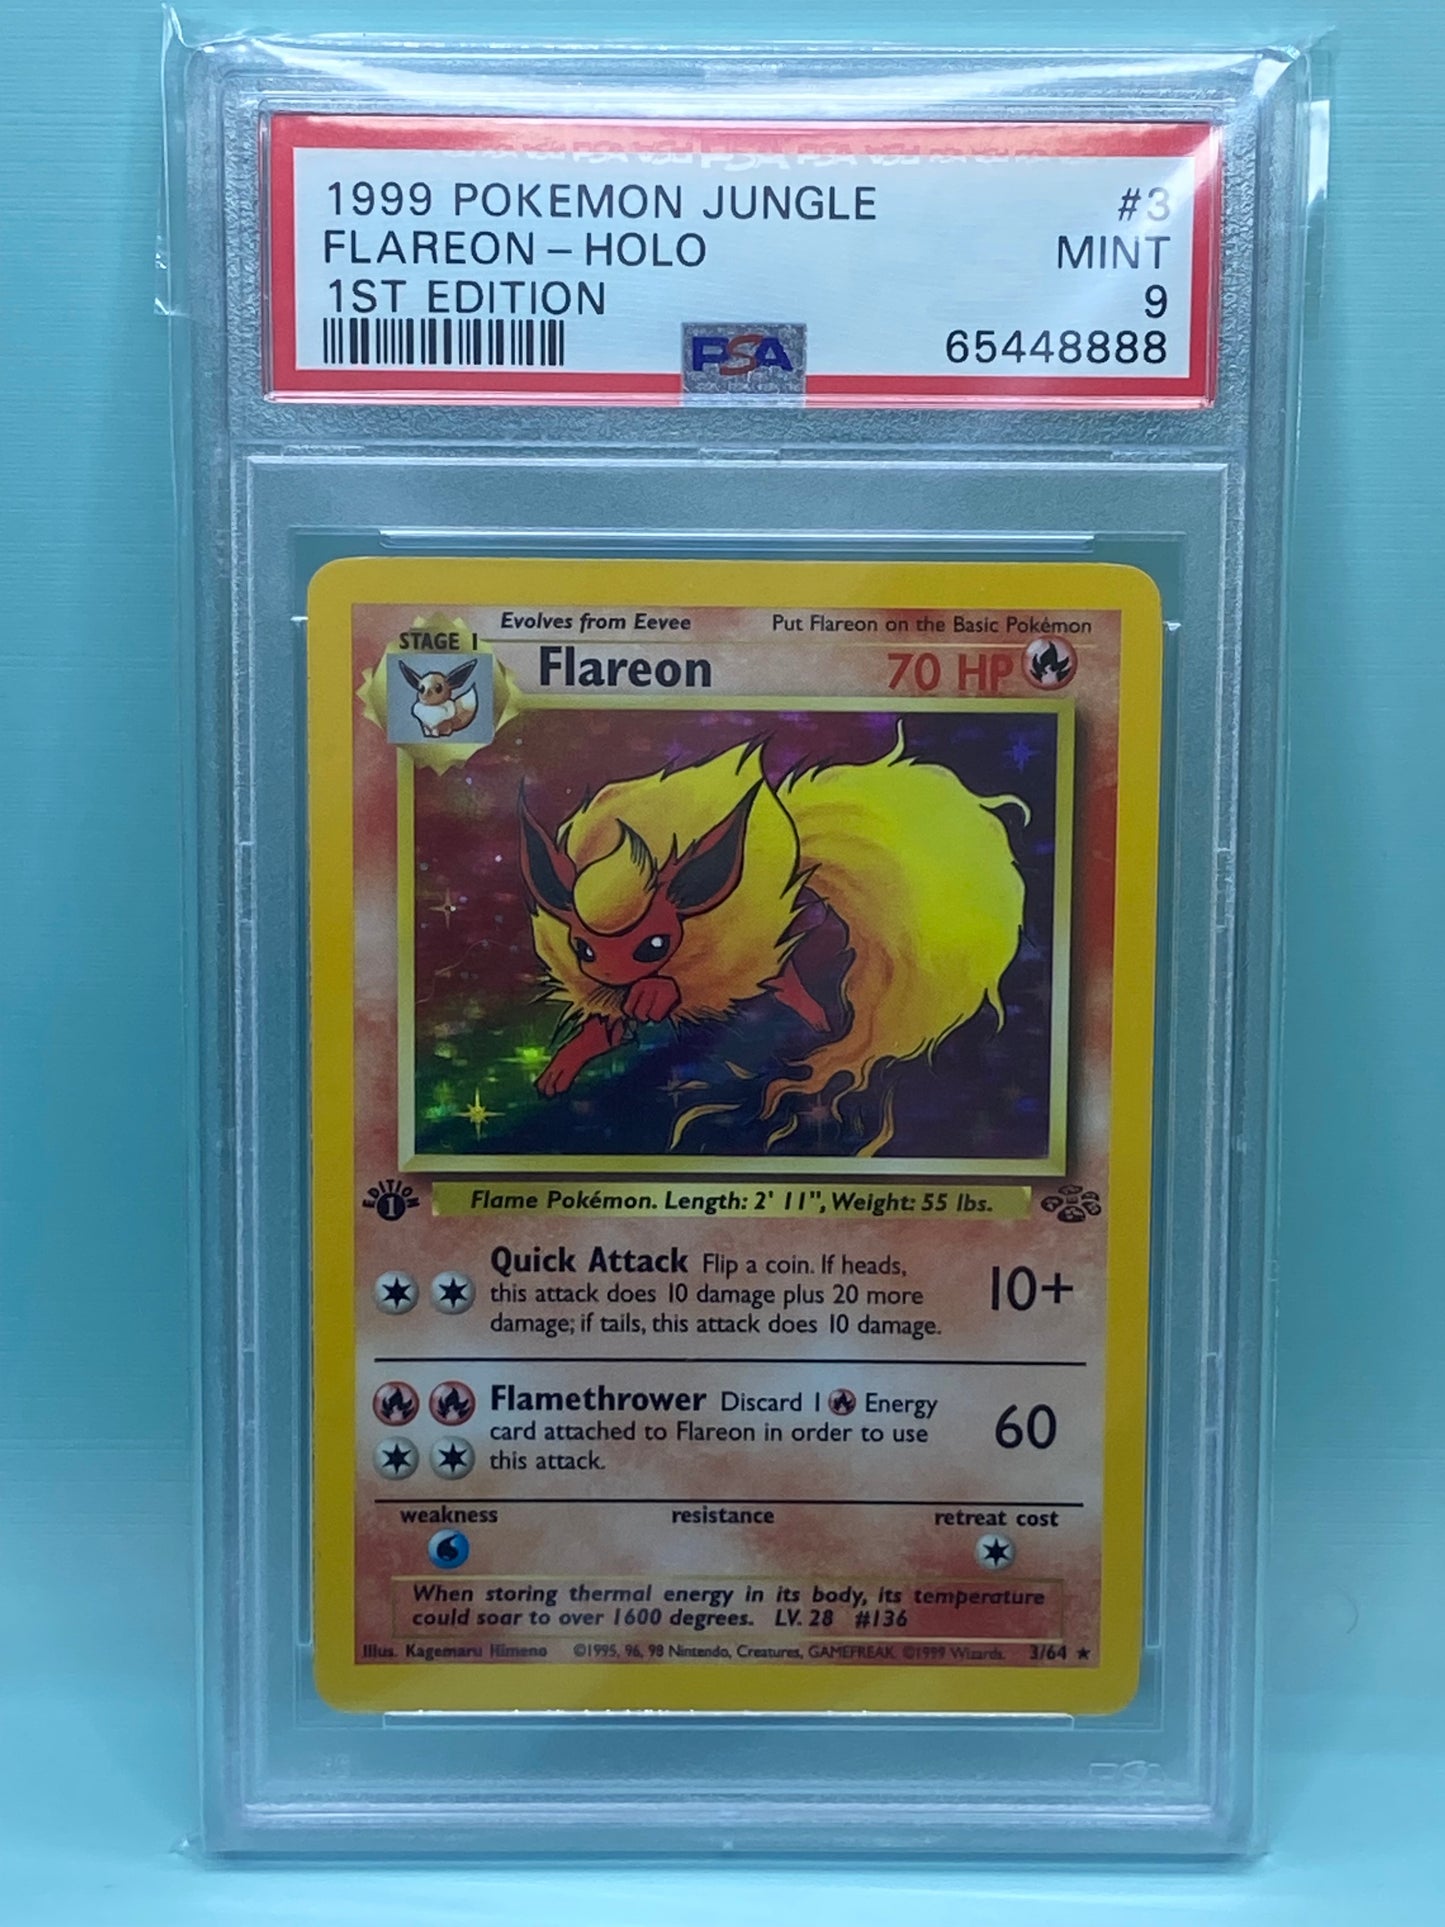 1999 POKEMON JUNGLE #3
FLAREON – HOLO MINT
1ST EDITION 9
PSA 65448888
Evolves from Eevee Put Flareon on the Basic Pokémon
STAGE 1
Flareon 70 HP
EDITION
1
Flame Pokémon. Length: 2' 11", Weight: 55 lbs.
Quick Attack Flip a coin. If heads,
this attack does 10 damage plus 20 more 10+
damage; if tails, this attack does 10 damage.
Flamethrower Discard 1 Energy
card attached to Flareon in order to use 60
this attack.
weakness resistance retreat cost
When storing thermal energy in its body, its temperature
could soar to over 1600 degrees. LV. 28 #136
Illus. Kagemaru Himeno ©1995, 96, 98 Nintendo, Creatures, GAMEFREAK. ©1999 Wizards. 3/64 ★
PSA